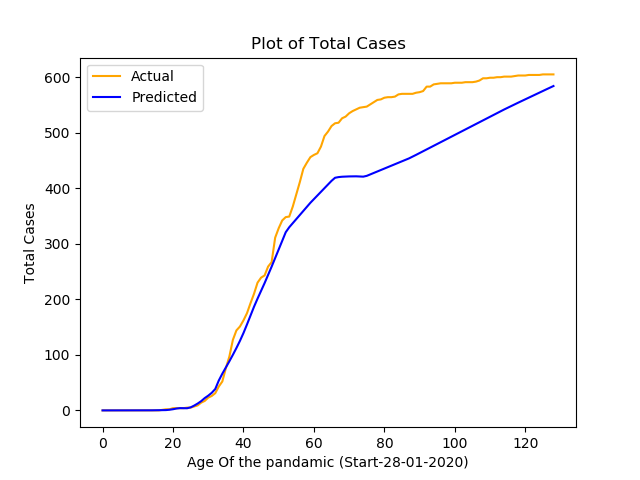 Plot of Total Cases
Actual
Predicted
600
500
400
300
200
100
0
Total Cases
0 20 40 60 80 100 120
Age Of the pandamic (Start-28-01-2020)